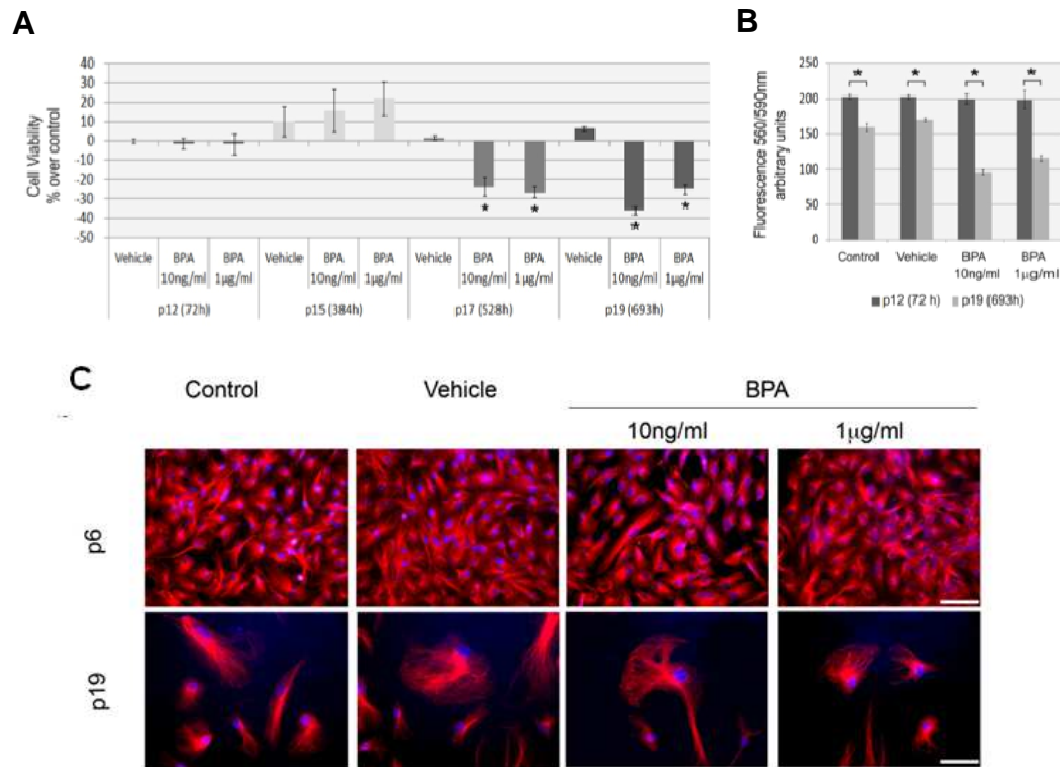 A
B
Cell Viability
% over control
40
30
20
10
0
-10
-20
-30
-40
-50
*
*
*
*
Vehicle
BPA
10ng/ml
BPA
1µg/ml
Vehicle
BPA
10ng/ml
BPA
1µg/ml
Vehicle
BPA
10ng/ml
BPA
1µg/ml
Vehicle
BPA
10ng/ml
BPA
1µg/ml
p12 (72h)
p15 (384h)
p17 (528h)
p19 (693h)
Fluorescence 560/590nm
arbitrary units
250
200
150
100
50
0
*
*
*
*
Control
Vehicle
BPA
10ng/ml
BPA
1µg/ml
p12 (72 h)
p19 (693h)
C
Control
Vehicle
BPA
10ng/ml
1µg/ml
p6
p19